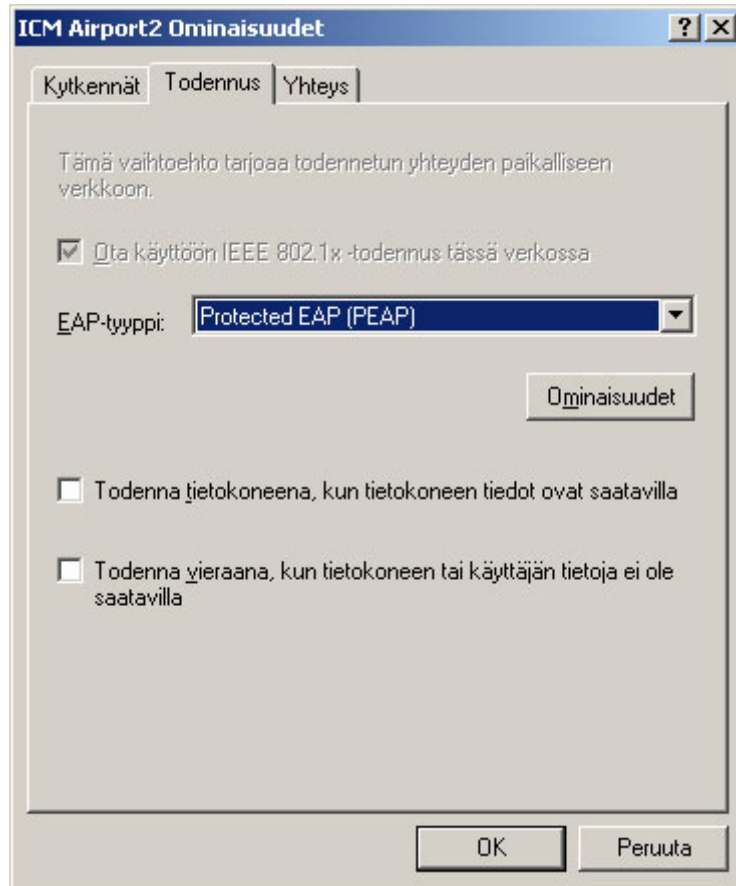 ICM Airport2 Ominaisuudet
Kytkennät Todennus Yhteys
Tämä vaihtoehto tarjoaa todennetun yhteyden paikalliseen
verkkoon.
Ota käyttöön IEEE 802.1x -todennus tässä verkossa
EAP-tyyppi: Protected EAP (PEAP)
Ominaisuudet
Todenna tietokoneena, kun tietokoneen tiedot ovat saatavilla
Todenna vieraana, kun tietokoneen tai käyttäjän tietoja ei ole
saatavilla
OK Peruuta